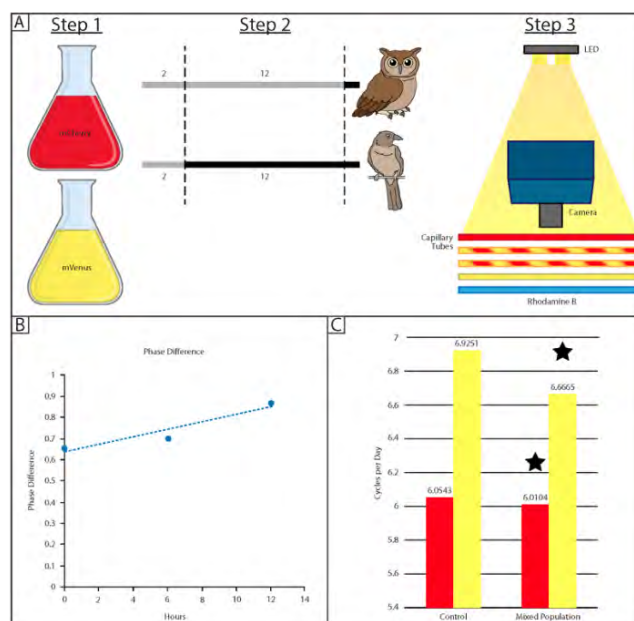 A
Step 1
Step 2
Step 3
LED
2
12
mVenus
2
12
Camera
Capillary
Tubes
Rhodamine B
B
Phase Difference
Phase Difference
1
0.9
0.8
0.7
0.6
0.5
0.4
0.3
0.2
0.1
0
0
2
4
6
8
10
12
14
Hours
C
Cycles per Day
7
6.8
6.6
6.4
6.2
6
5.8
5.6
5.4
6.9251
6.6665
6.0543
6.0104
Control
Mixed Population